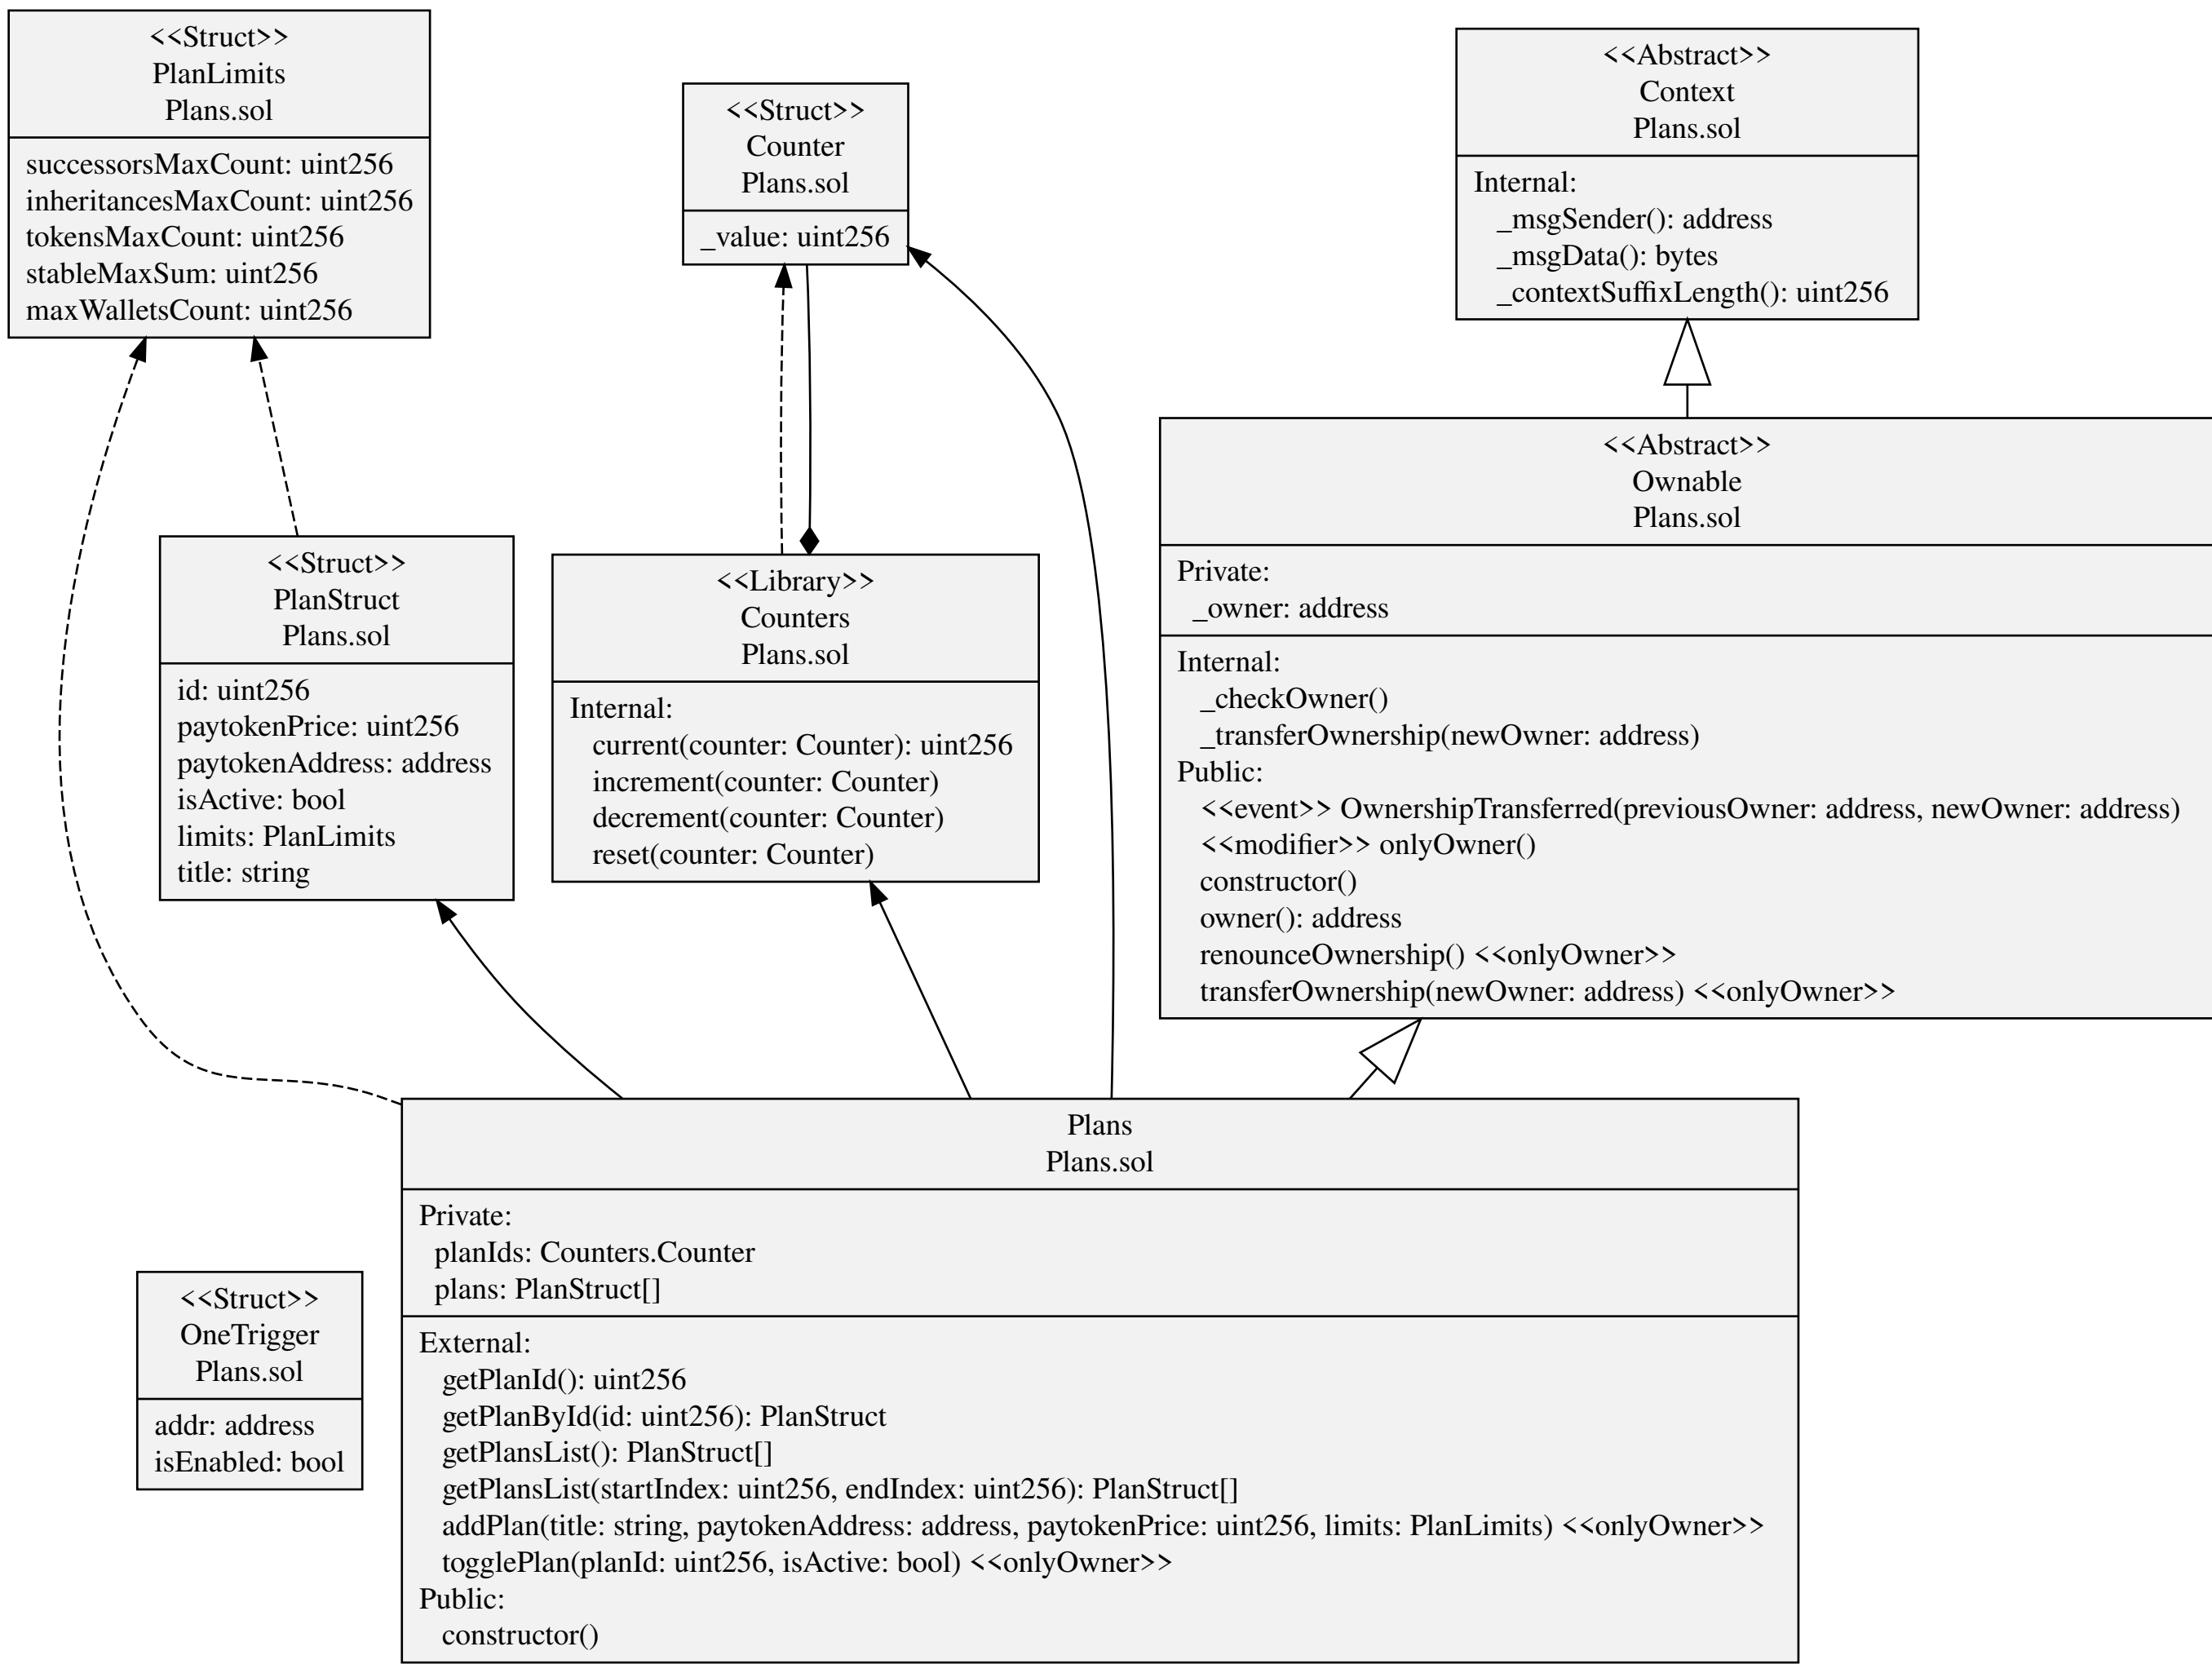 <<Struct>>
PlanLimits
Plans.sol
successorsMaxCount: uint256
inheritancesMaxCount: uint256
tokensMaxCount: uint256
stableMaxSum: uint256
maxWalletsCount: uint256
<<Struct>>
Counter
Plans.sol
_value: uint256
<<Abstract>>
Context
Plans.sol
Internal:
_msgSender(): address
_msgData(): bytes
_contextSuffixLength(): uint256
<<Struct>>
PlanStruct
Plans.sol
id: uint256
paytokenPrice: uint256
paytokenAddress: address
isActive: bool
limits: PlanLimits
title: string
<<Library>>
Counters
Plans.sol
Internal:
current(counter: Counter): uint256
increment(counter: Counter)
decrement(counter: Counter)
reset(counter: Counter)
<<Abstract>>
Ownable
Plans.sol
Private:
_owner: address
Internal:
_checkOwner()
_transferOwnership(newOwner: address)
Public:
<<event>> OwnershipTransferred(previousOwner: address, newOwner: address)
<<modifier>> onlyOwner()
constructor()
owner(): address
renounceOwnership() <<onlyOwner>>
transferOwnership(newOwner: address) <<onlyOwner>>
<<Struct>>
OneTrigger
Plans.sol
addr: address
isEnabled: bool
Plans
Plans.sol
Private:
planIds: Counters.Counter
plans: PlanStruct[]
External:
getPlanId(): uint256
getPlanById(id: uint256): PlanStruct
getPlansList(): PlanStruct[]
getPlansList(startIndex: uint256, endIndex: uint256): PlanStruct[]
addPlan(title: string, paytokenAddress: address, paytokenPrice: uint256, limits: PlanLimits) <<onlyOwner>>
togglePlan(planId: uint256, isActive: bool) <<onlyOwner>>
Public:
constructor()